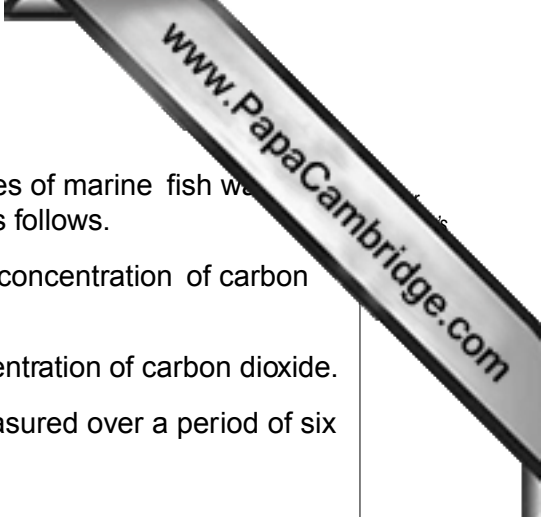 www.PapaCambridge.com
es of marine fish
s follows.
concentration of carbon
entration of carbon dioxide.
asured over a period of six